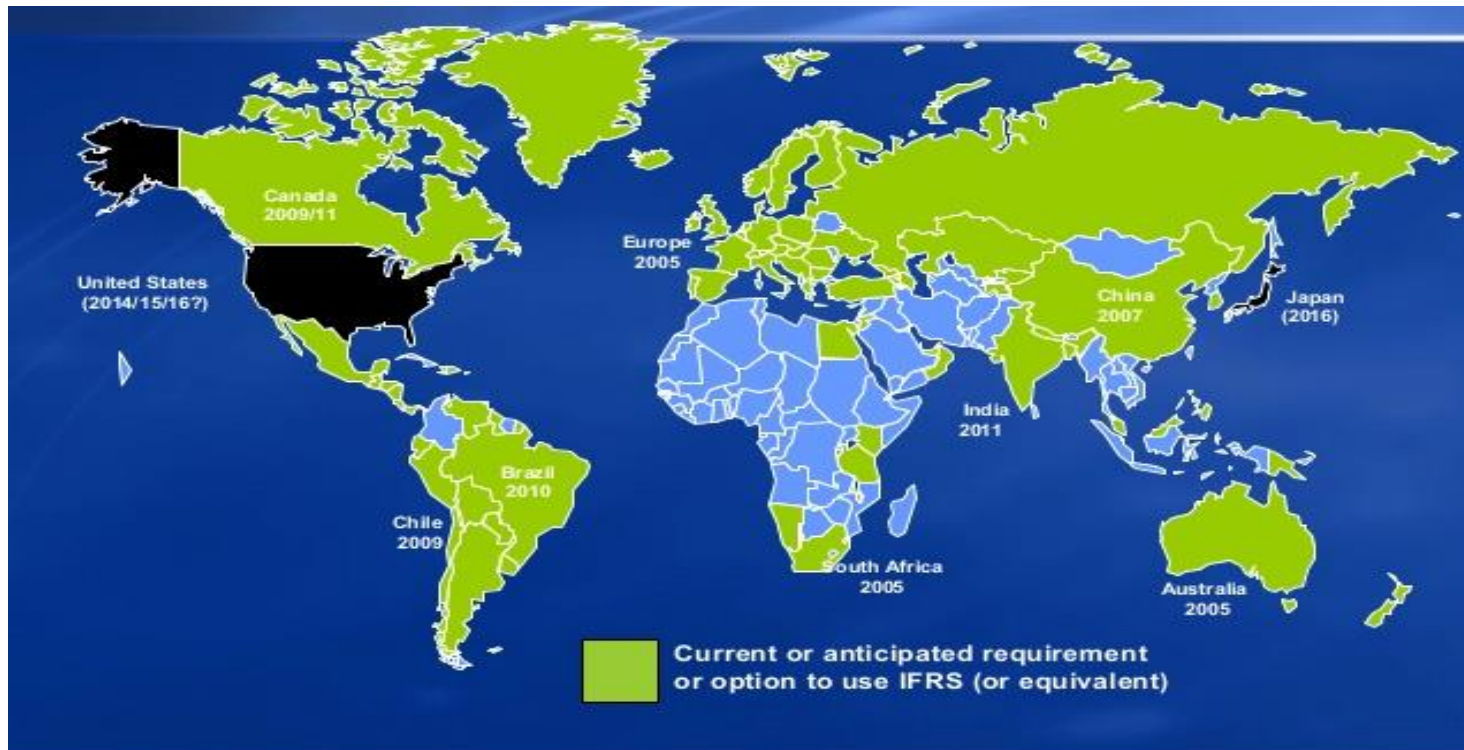 Canada
2009/11
United States
(2014/15/16?)
Europe
2005
China
2007
Japan
(2016)
India
2011
Brazil
2010
Chile
2009
South Africa
2005
Australia
2005
Current or anticipated requirement
or option to use IFRS (or equivalent)